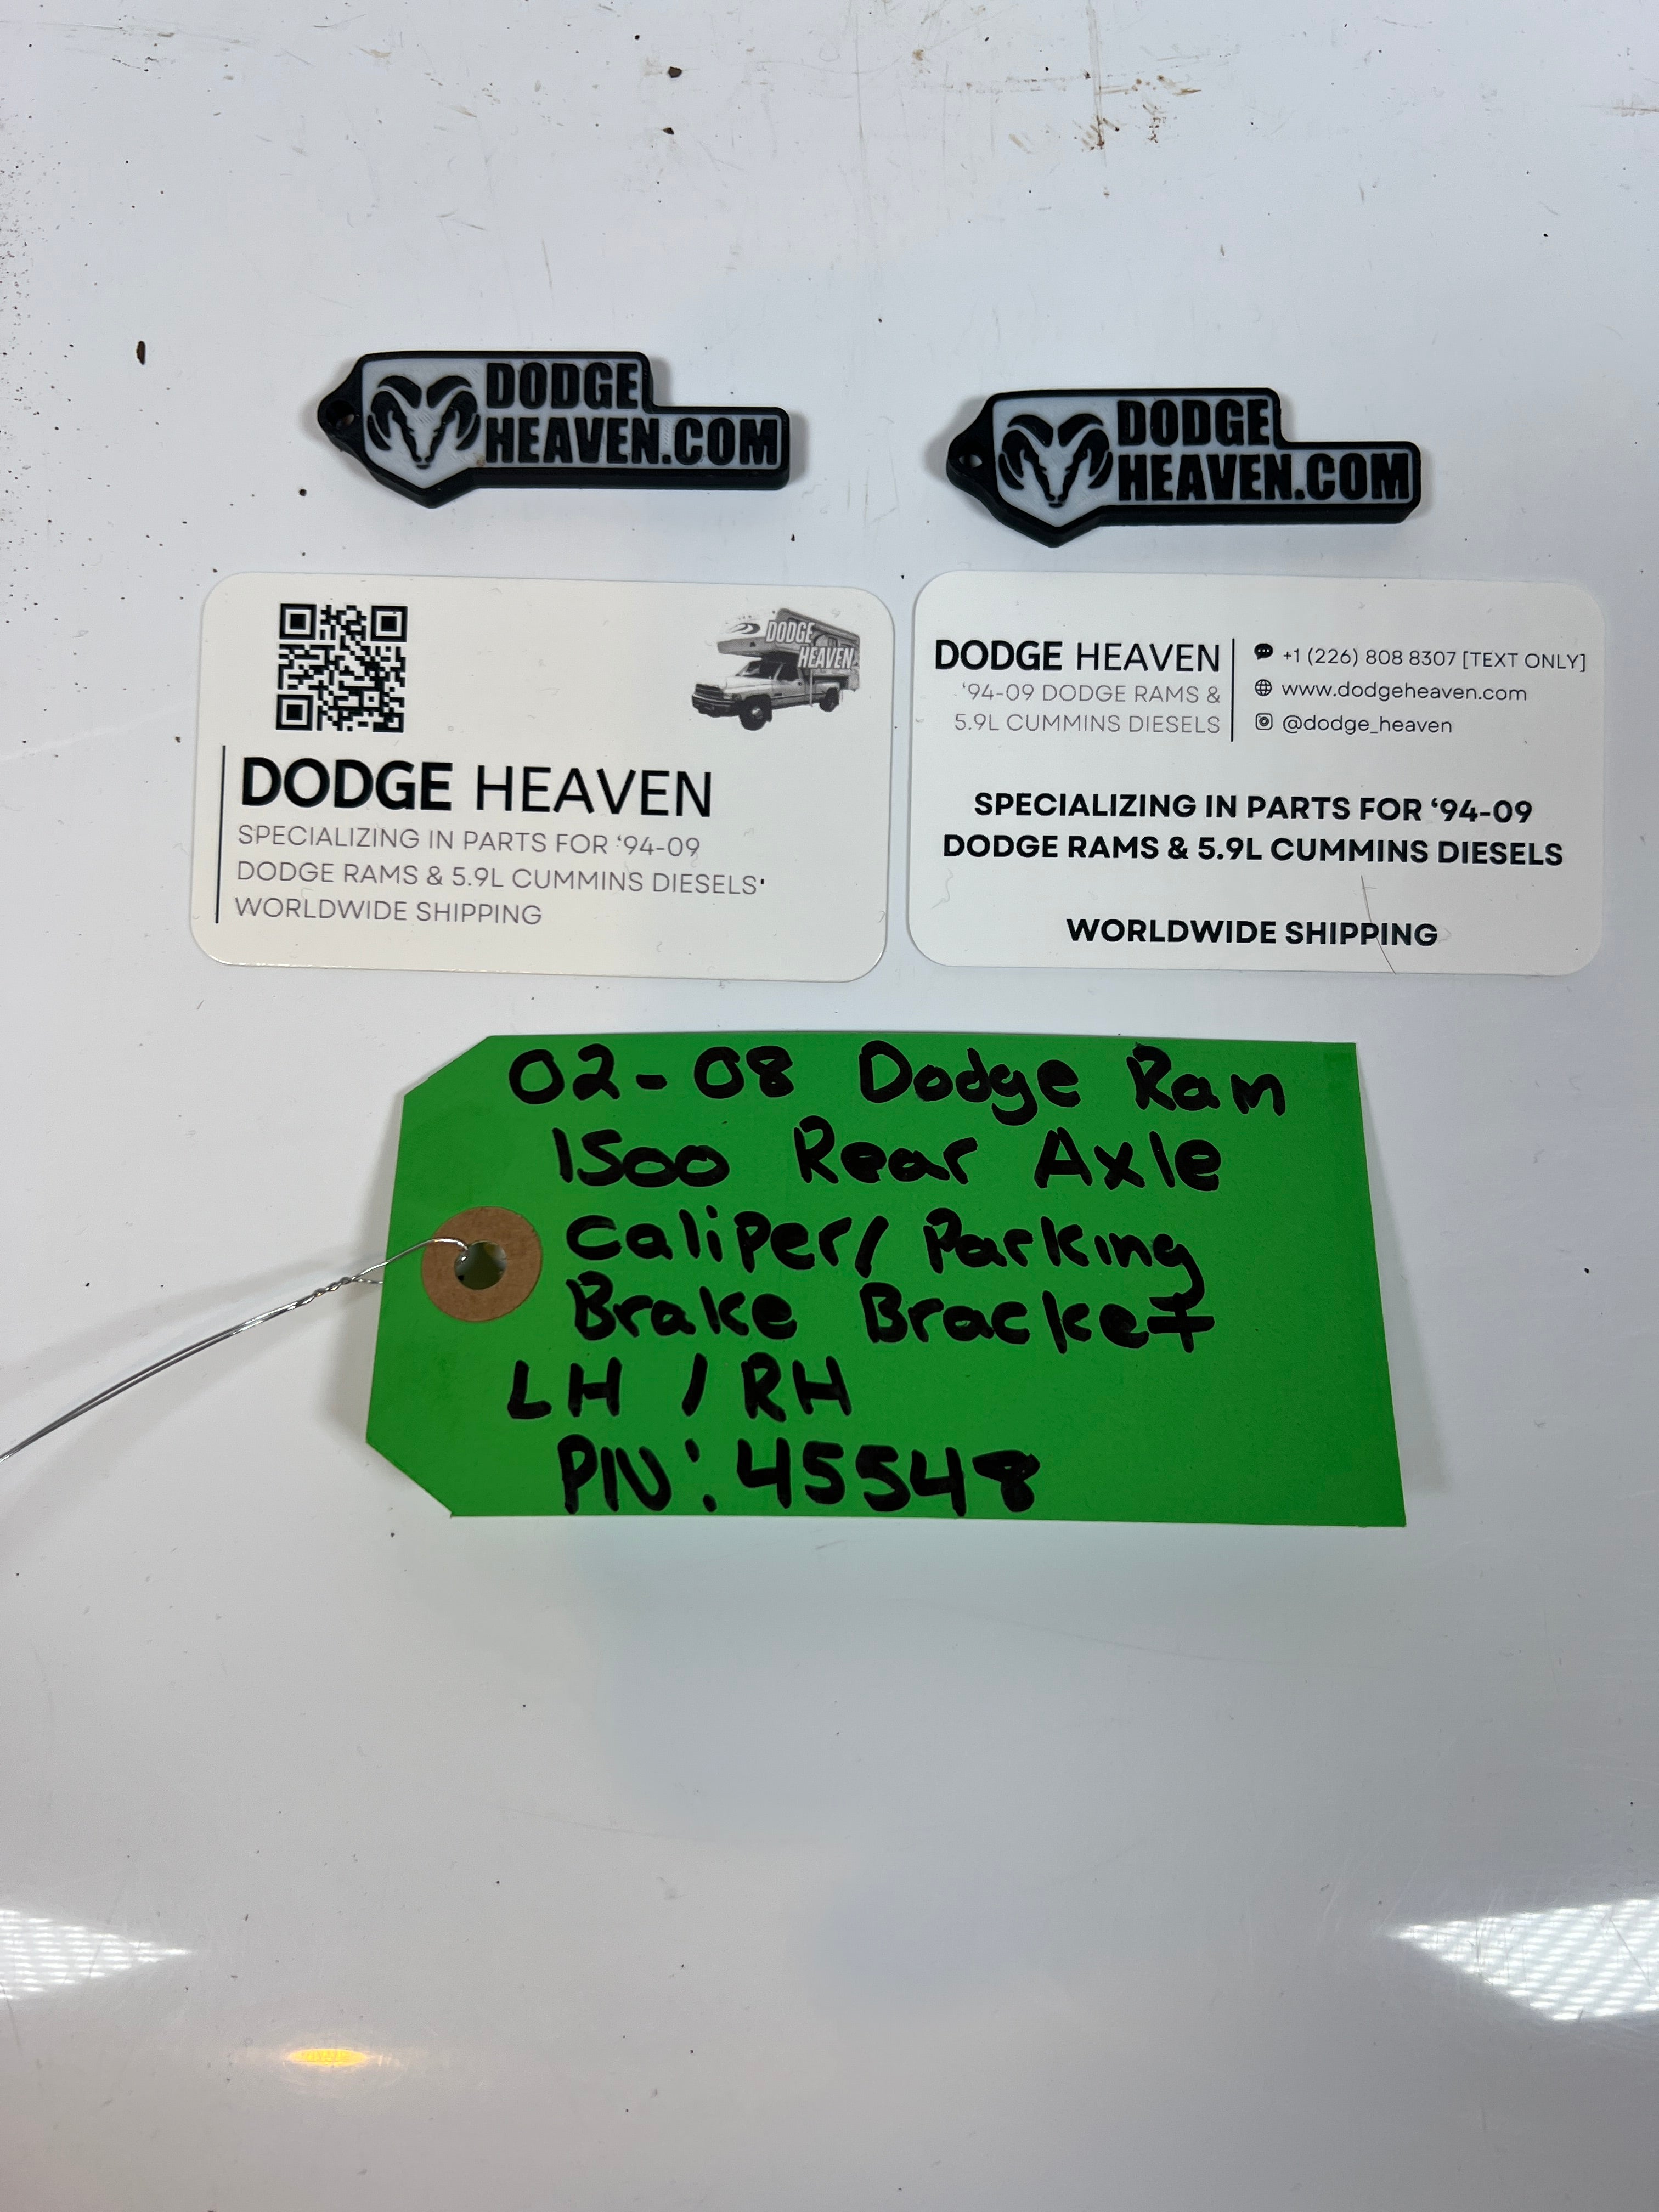 DODGE
HEAVEN.COM
DODGE
HEAVEN.COM
DODGE
HEAVEN
DODGE HEAVEN
SPECIALIZING IN PARTS FOR ‘94-09
DODGE RAMS & 5.9L CUMMINS DIESELS
WORLDWIDE SHIPPING
DODGE HEAVEN
‘94-09 DODGE RAMS &
5.9L CUMMINS DIESELS
+1 (226) 808 8307 [TEXT ONLY]
www.dodgeheaven.com
@dodge_heaven
SPECIALIZING IN PARTS FOR ‘94-09
DODGE RAMS & 5.9L CUMMINS DIESELS
WORLDWIDE SHIPPING
02-08 Dodge Ram
1500 Rear Axle
Caliper/ Parking
Brake Bracket
LH / RH
PIN: 45548